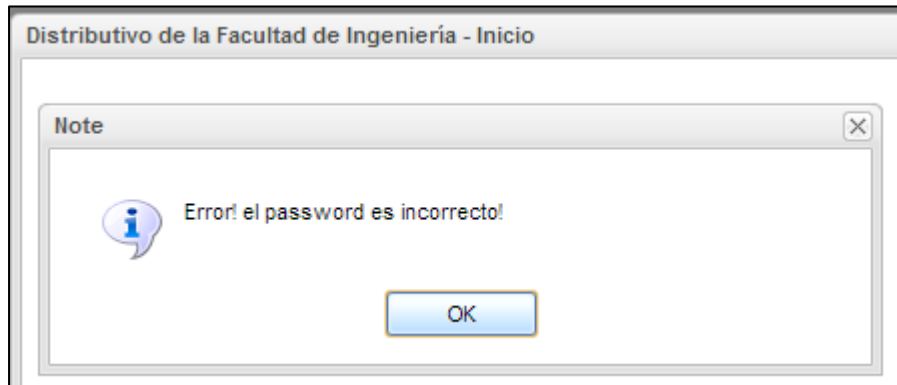 Distributivo de la Facultad de Ingeniería - Inicio
Note
Error! el password es incorrecto!
OK